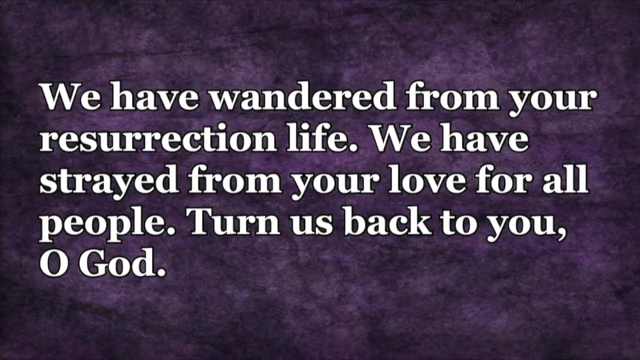 We have wandered from your
resurrection life. We have
strayed from your love for all
people. Turn us back to you,
O God.